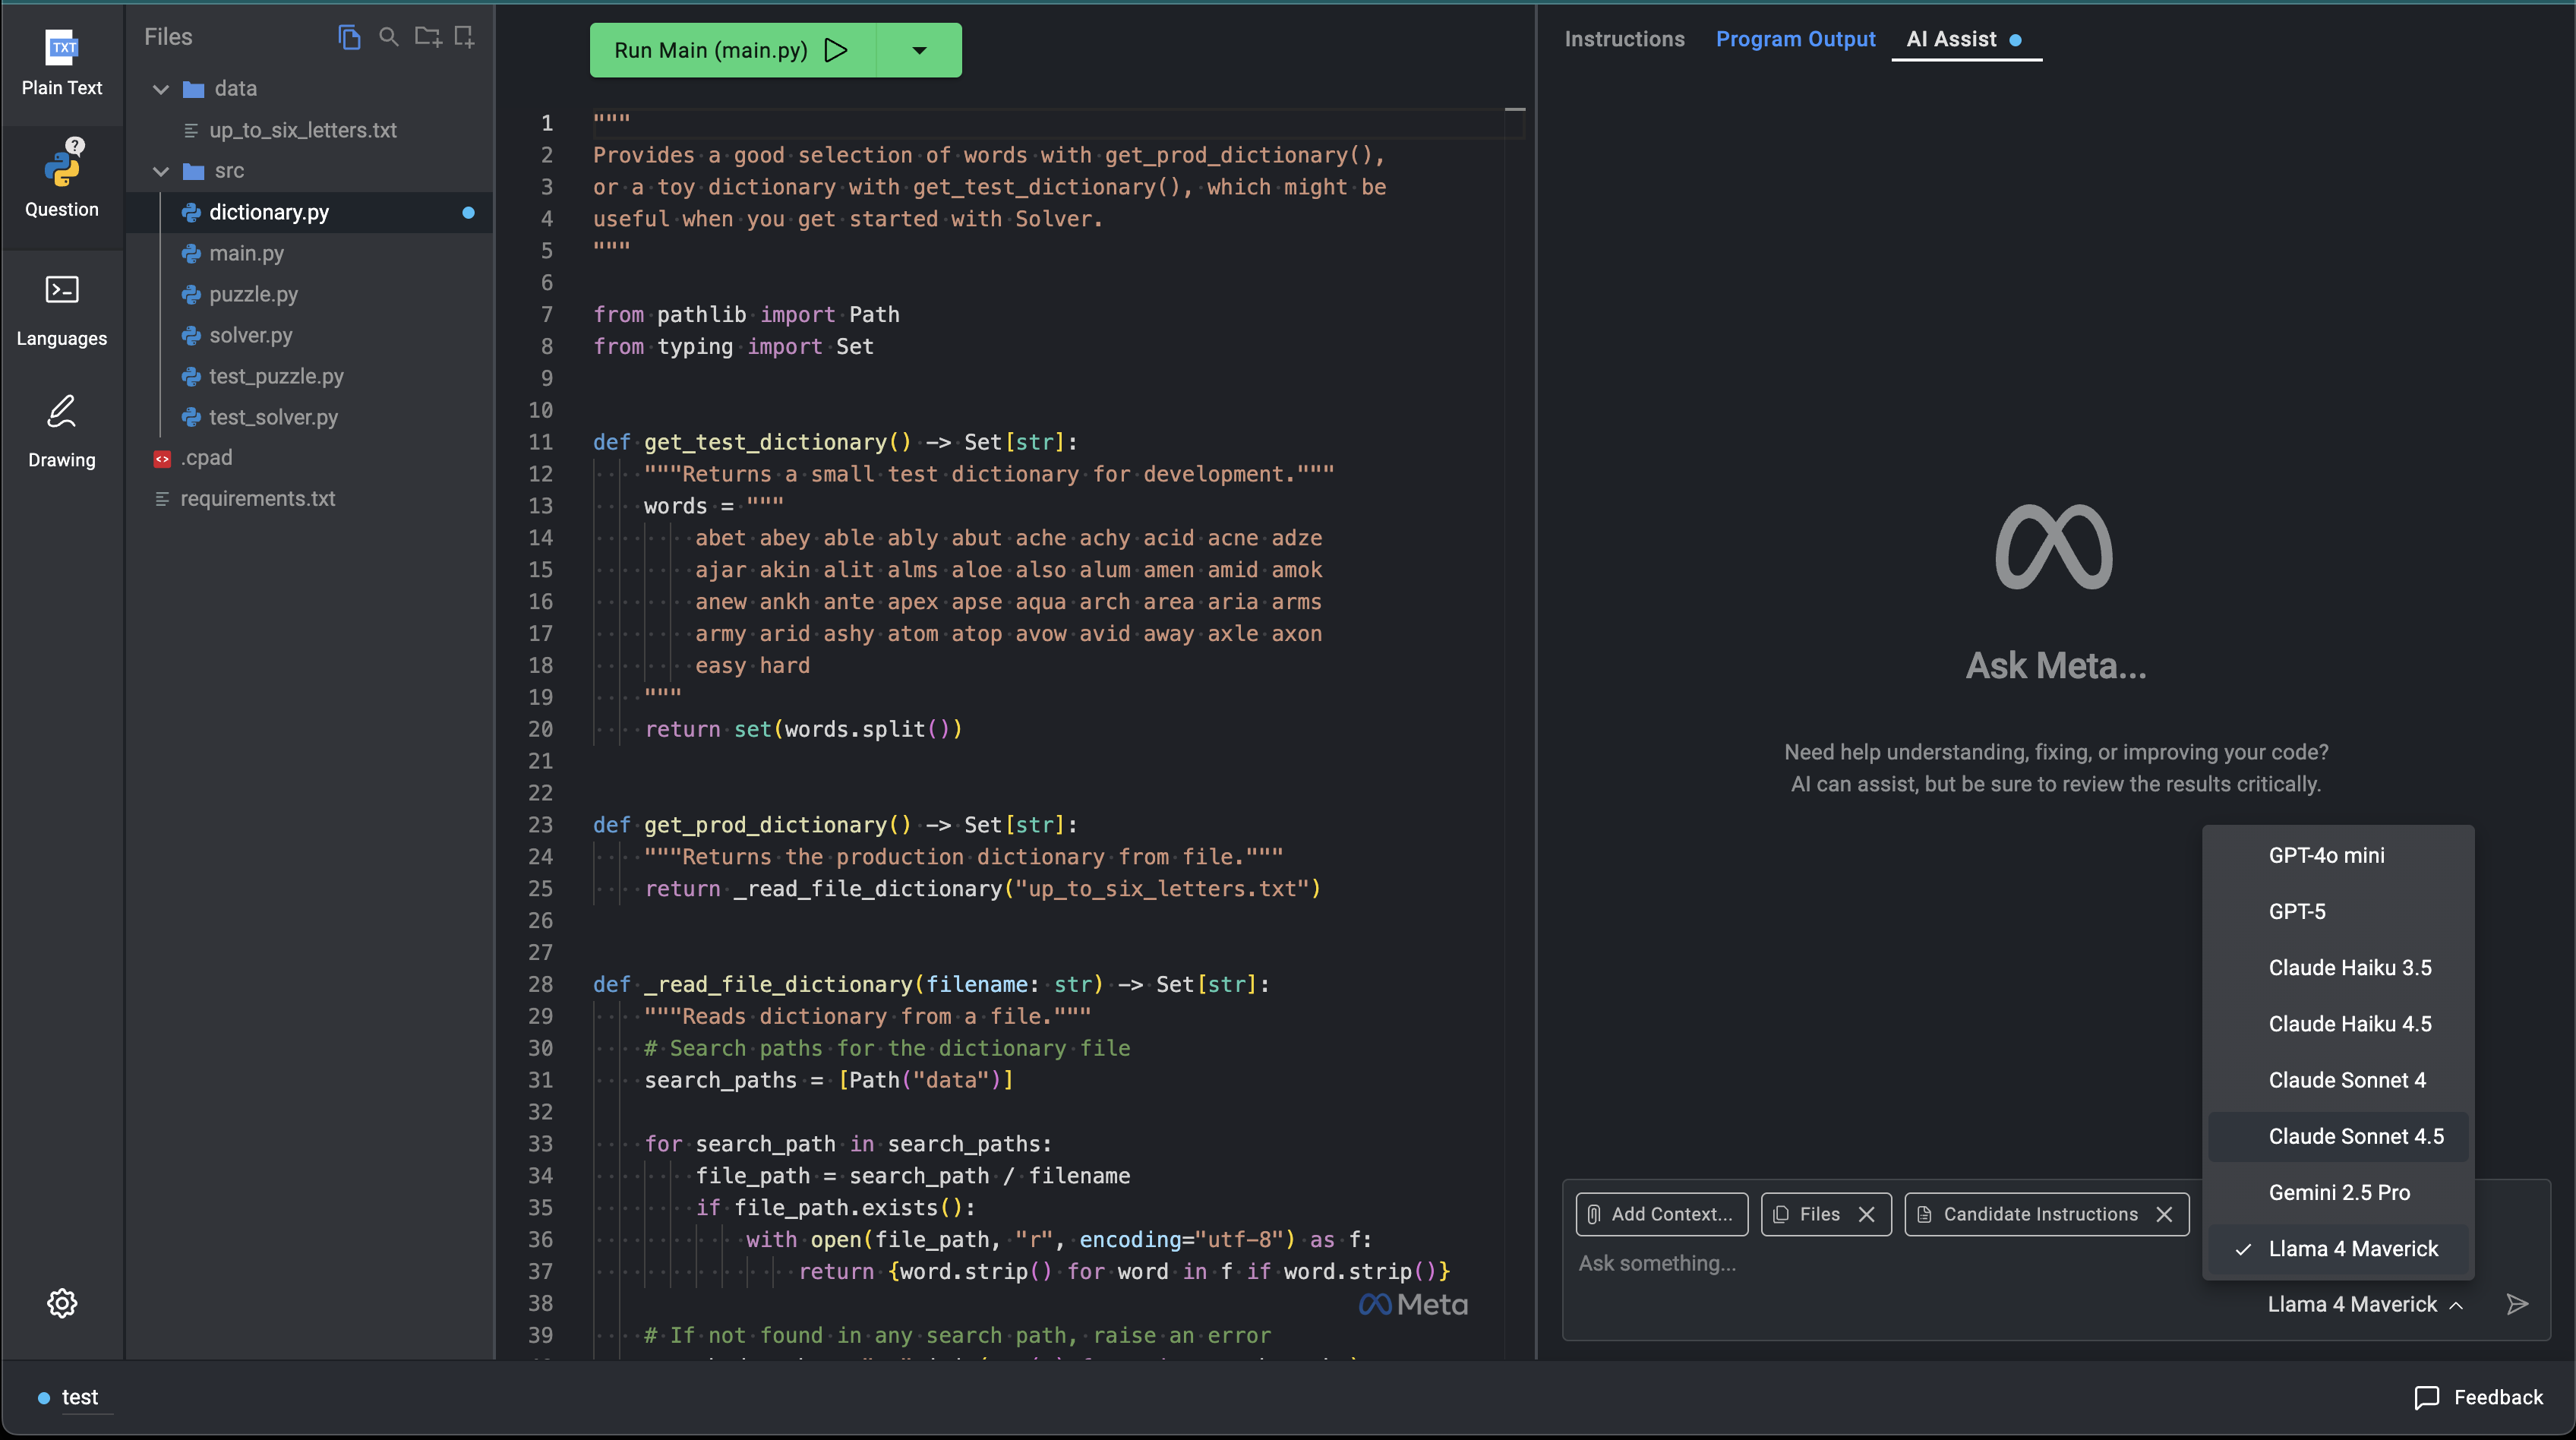 TXT
Plain Text
?
Question
Languages
Drawing
Files
data
up_to_six_letters.txt
src
dictionary.py
main.py
puzzle.py
solver.py
test_puzzle.py
test_solver.py
.cpad
requirements.txt
Run Main (main.py)
1 """
2 Provides a good selection of words with get_prod_dictionary(),
3 or a toy dictionary with get_test_dictionary(), which might be
4 useful when you get started with Solver.
5 """
6
7 from pathlib import Path
8 from typing import Set
9
10
11 def get_test_dictionary() -> Set[str]:
12 """Returns a small test dictionary for development."""
13 words = """
14 abet abey able ably abut ache achy acid acne adze
15 ajar akin alit alms aloe also alum amen amid amok
16 anew ankh ante apex apse aqua arch area aria arms
17 army arid ashy atom atop avow avid away axle axon
18 easy hard
19 """
20 return set(words.split())
21
22
23 def get_prod_dictionary() -> Set[str]:
24 """Returns the production dictionary from file."""
25 return _read_file_dictionary("up_to_six_letters.txt")
26
27
28 def _read_file_dictionary(filename: str) -> Set[str]:
29 """Reads dictionary from a file."""
30 # Search paths for the dictionary file
31 search_paths = [Path("data")]
32
33 for search_path in search_paths:
34 file_path = search_path / filename
35 if file_path.exists():
36 with open(file_path, "r", encoding="utf-8") as f:
37 return {word.strip() for word in f if word.strip()}
38
39 # If not found in any search path, raise an error
Meta
Instructions
Program Output
AI Assist
Ask Meta...
Need help understanding, fixing, or improving your code?
AI can assist, but be sure to review the results critically.
GPT-4o mini
GPT-5
Claude Haiku 3.5
Claude Haiku 4.5
Claude Sonnet 4
Claude Sonnet 4.5
Gemini 2.5 Pro
Llama 4 Maverick
Add Context...
Files
Candidate Instructions
Ask something...
Llama 4 Maverick
test
Feedback